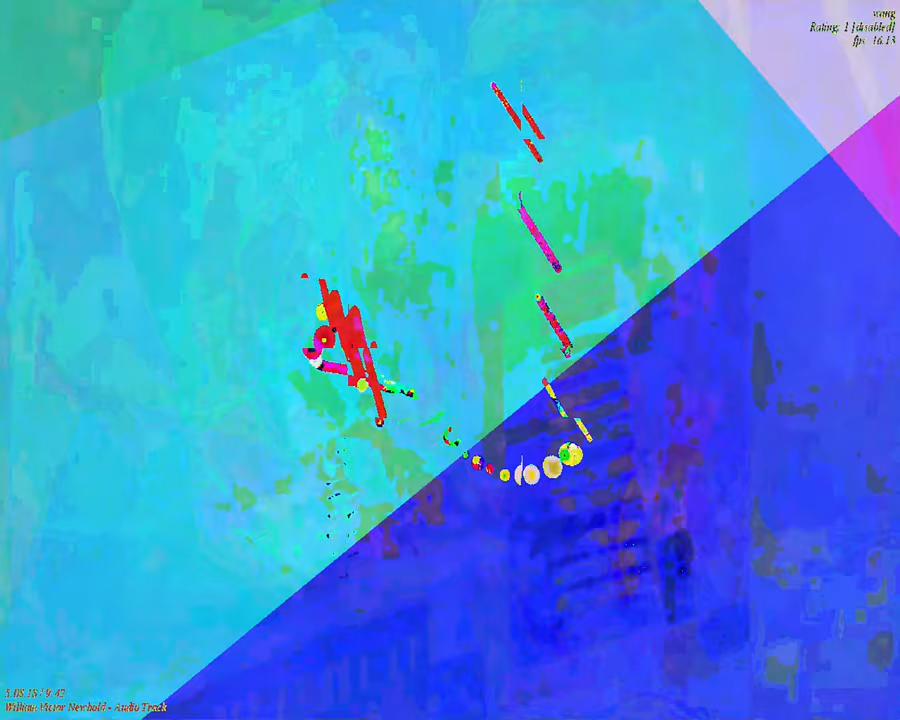 wang
Rating: 1 [disabled]
fps: 16.13
William Victor Newbold - Audio Track